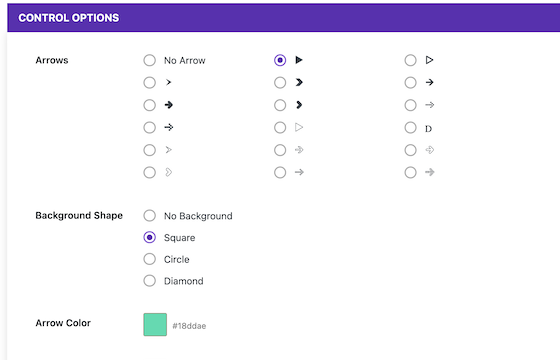 CONTROL OPTIONS
Arrows No Arrow
D
Background Shape No Background
Square
Circle
Diamond
Arrow Color #18ddae